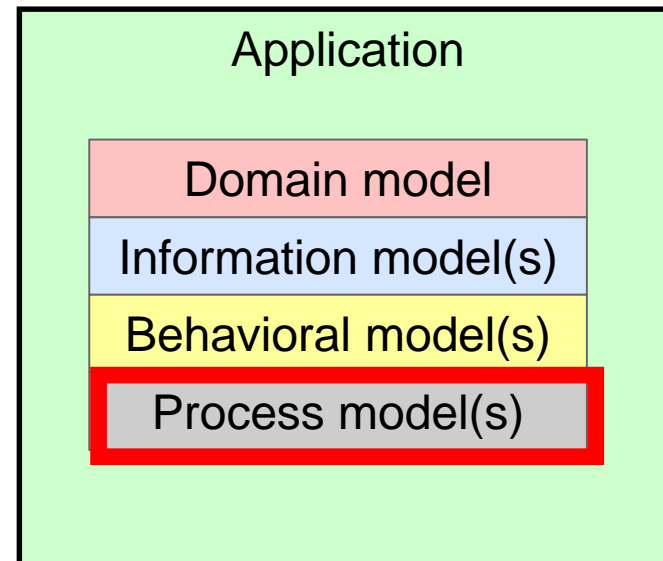 Application
Domain model
Information model(s)
Behavioral model(s)
Process model(s)